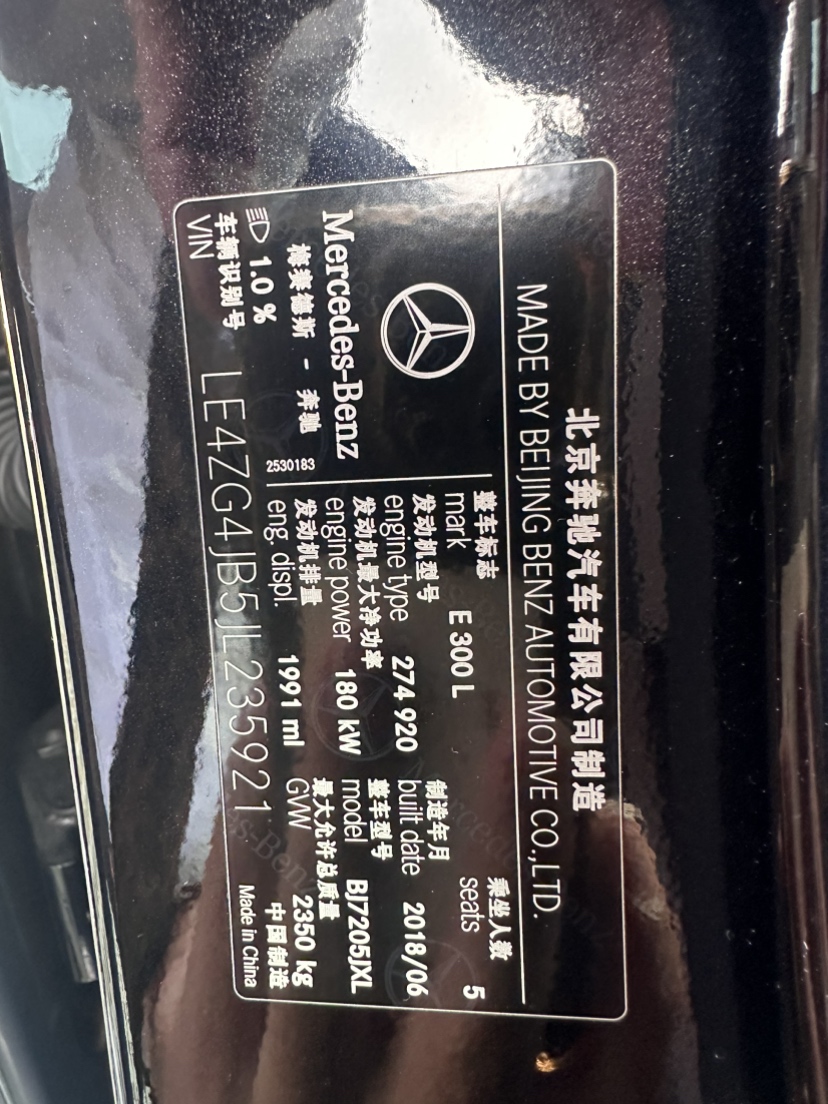 北京奔驰汽车有限公司制造
MADE BY BEIJING BENZ AUTOMOTIVE CO.,LTD.
Mercedes-Benz
梅赛德斯 - 奔驰
1.0 %
2530183
整车标志
mark E 300 L
乘坐人数
seats 5
发动机型号
engine type 274 920
制造年月
built date 2018/06
发动机最大净功率
engine power 180 kW
整车型号
model BJ7205JXL
发动机排量
eng. displ. 1991 ml
最大允许总质量
GVW 2350 kg
车辆识别号
VIN LE4ZG4JB5JL235921
中国制造
Made in China